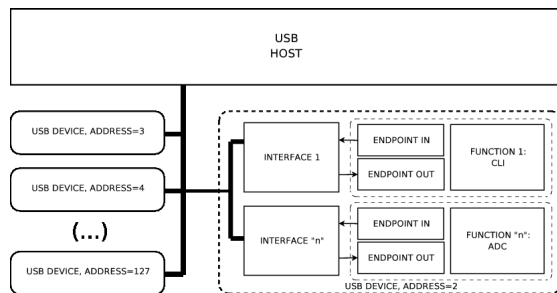 USB
HOST
USB DEVICE, ADDRESS=3
USB DEVICE, ADDRESS=4
(...)
USB DEVICE, ADDRESS=127
INTERFACE 1
ENDPOINT IN
ENDPOINT OUT
FUNCTION 1:
CLI
INTERFACE "n"
ENDPOINT IN
ENDPOINT OUT
FUNCTION "n":
ADC
USB DEVICE, ADDRESS=2